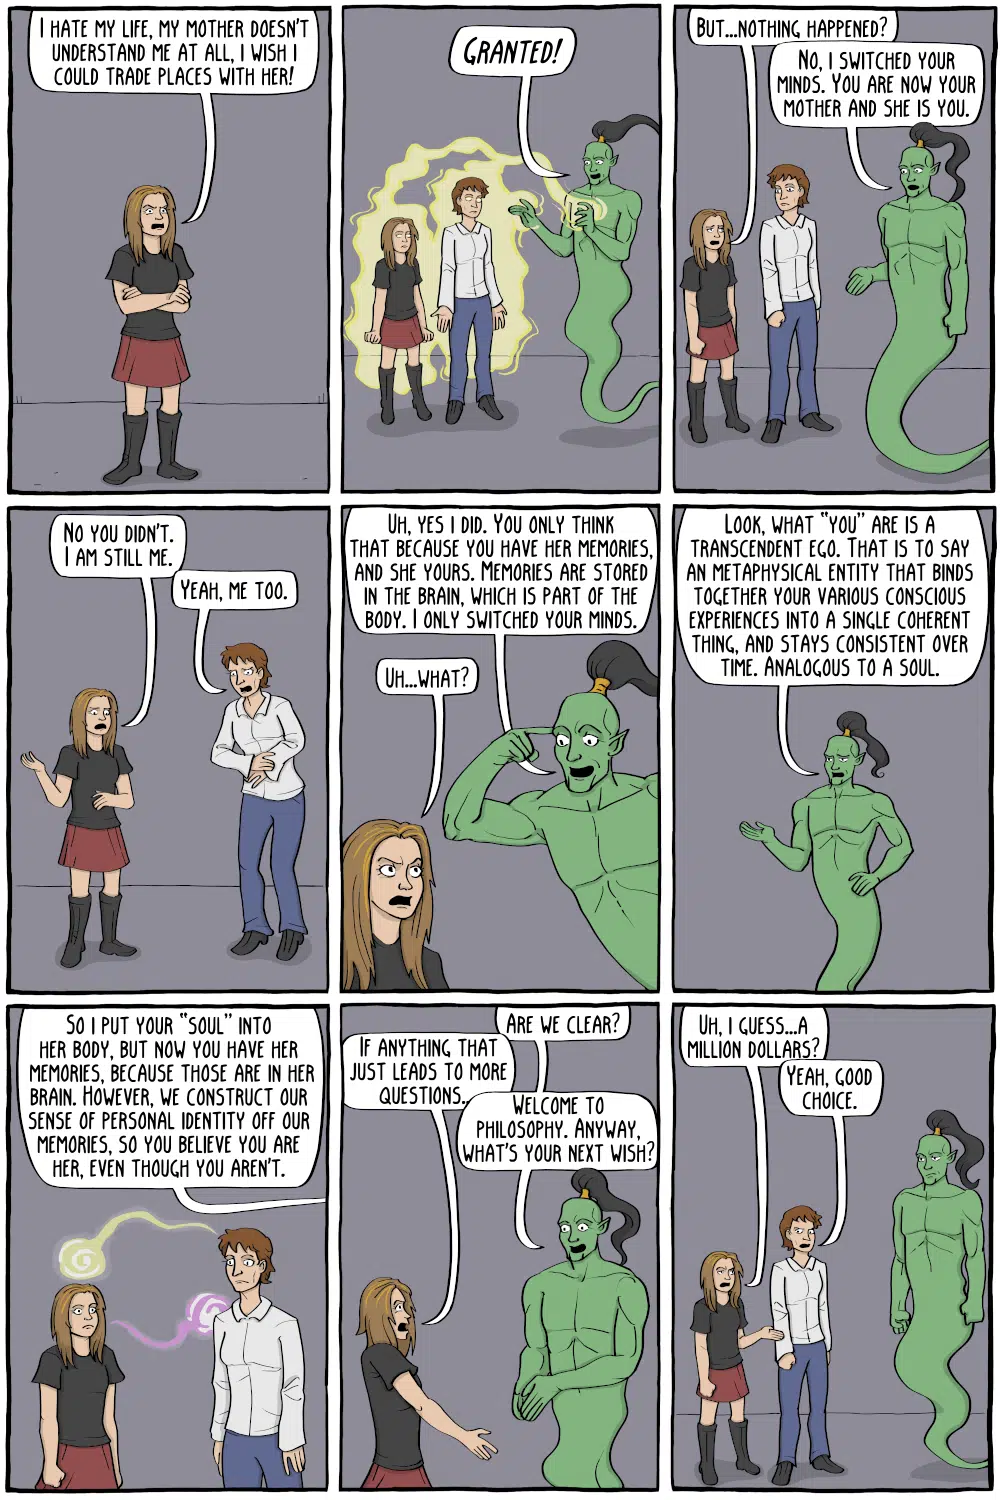 I HATE MY LIFE, MY MOTHER DOESN'T
UNDERSTAND ME AT ALL, I WISH I
COULD TRADE PLACES WITH HER!
GRANTED!
BUT...NOTHING HAPPENED?
NO, I SWITCHED YOUR
MINDS. YOU ARE NOW YOUR
MOTHER AND SHE IS YOU.
NO YOU DIDN'T.
I AM STILL ME.
YEAH, ME TOO.
UH, YES I DID. YOU ONLY THINK
THAT BECAUSE YOU HAVE HER MEMORIES,
AND SHE YOURS. MEMORIES ARE STORED
IN THE BRAIN, WHICH IS PART OF THE
BODY. I ONLY SWITCHED YOUR MINDS.
UH...WHAT?
LOOK, WHAT "YOU" ARE IS A
TRANSCENDENT EGO. THAT IS TO SAY
AN METAPHYSICAL ENTITY THAT BINDS
TOGETHER YOUR VARIOUS CONSCIOUS
EXPERIENCES INTO A SINGLE COHERENT
THING, AND STAYS CONSISTENT OVER
TIME. ANALOGOUS TO A SOUL.
SO I PUT YOUR "SOUL" INTO
HER BODY, BUT NOW YOU HAVE HER
MEMORIES, BECAUSE THOSE ARE IN HER
BRAIN. HOWEVER, WE CONSTRUCT OUR
SENSE OF PERSONAL IDENTITY OFF OUR
MEMORIES, SO YOU BELIEVE YOU ARE
HER, EVEN THOUGH YOU AREN'T.
ARE WE CLEAR?
IF ANYTHING THAT
JUST LEADS TO MORE
QUESTIONS..
WELCOME TO
PHILOSOPHY. ANYWAY,
WHAT'S YOUR NEXT WISH?
UH, I GUESS...A
MILLION DOLLARS?
YEAH, GOOD
CHOICE.